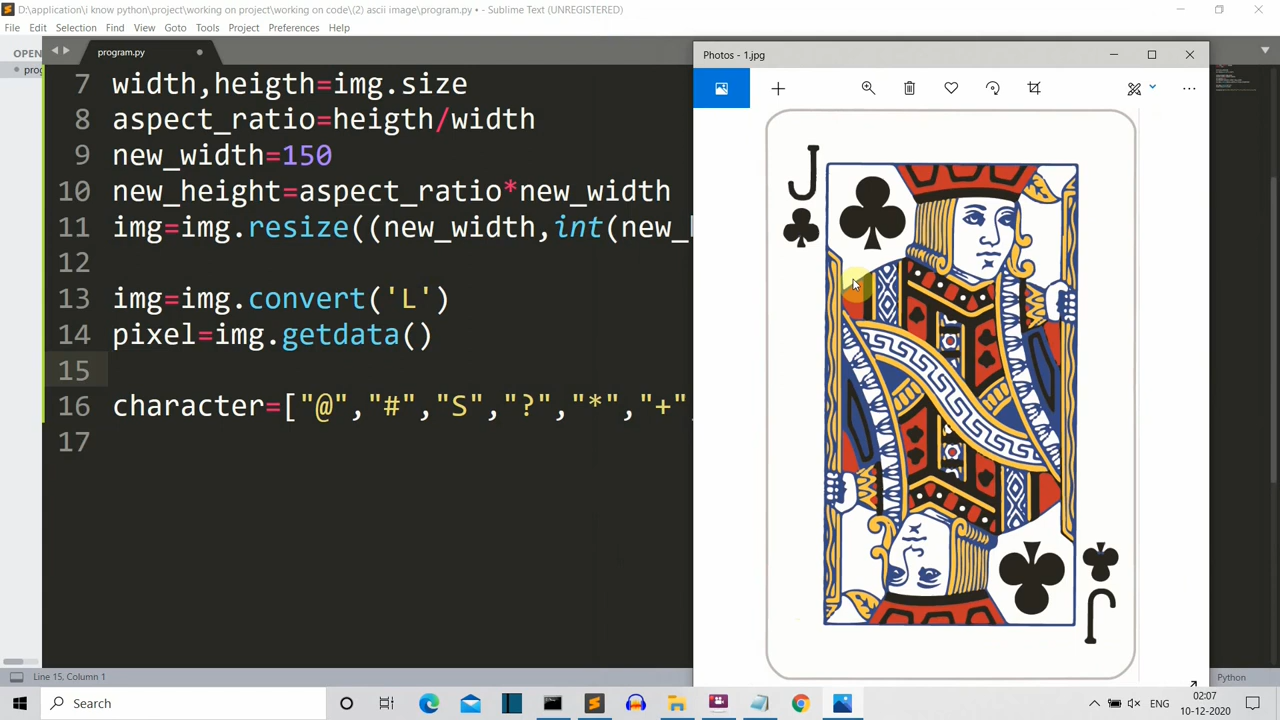 D:\application\i know python\project\working on project\working on code\(2) ascii image\program.py • - Sublime Text (UNREGISTERED)
File Edit Selection Find View Goto Tools Project Preferences Help
OPEN
prog
program.py
7 width,heigth=img.size
8 aspect_ratio=heigth/width
9 new_width=150
10 new_height=aspect_ratio*new_width
11 img=img.resize((new_width,int(new_
12
13 img=img.convert('L')
14 pixel=img.getdata()
15
16 character=["@","#","S","?","*","+",
17
Photos - 1.jpg
J
J
Line 15, Column 1
Python
Search
ENG
02:07
10-12-2020